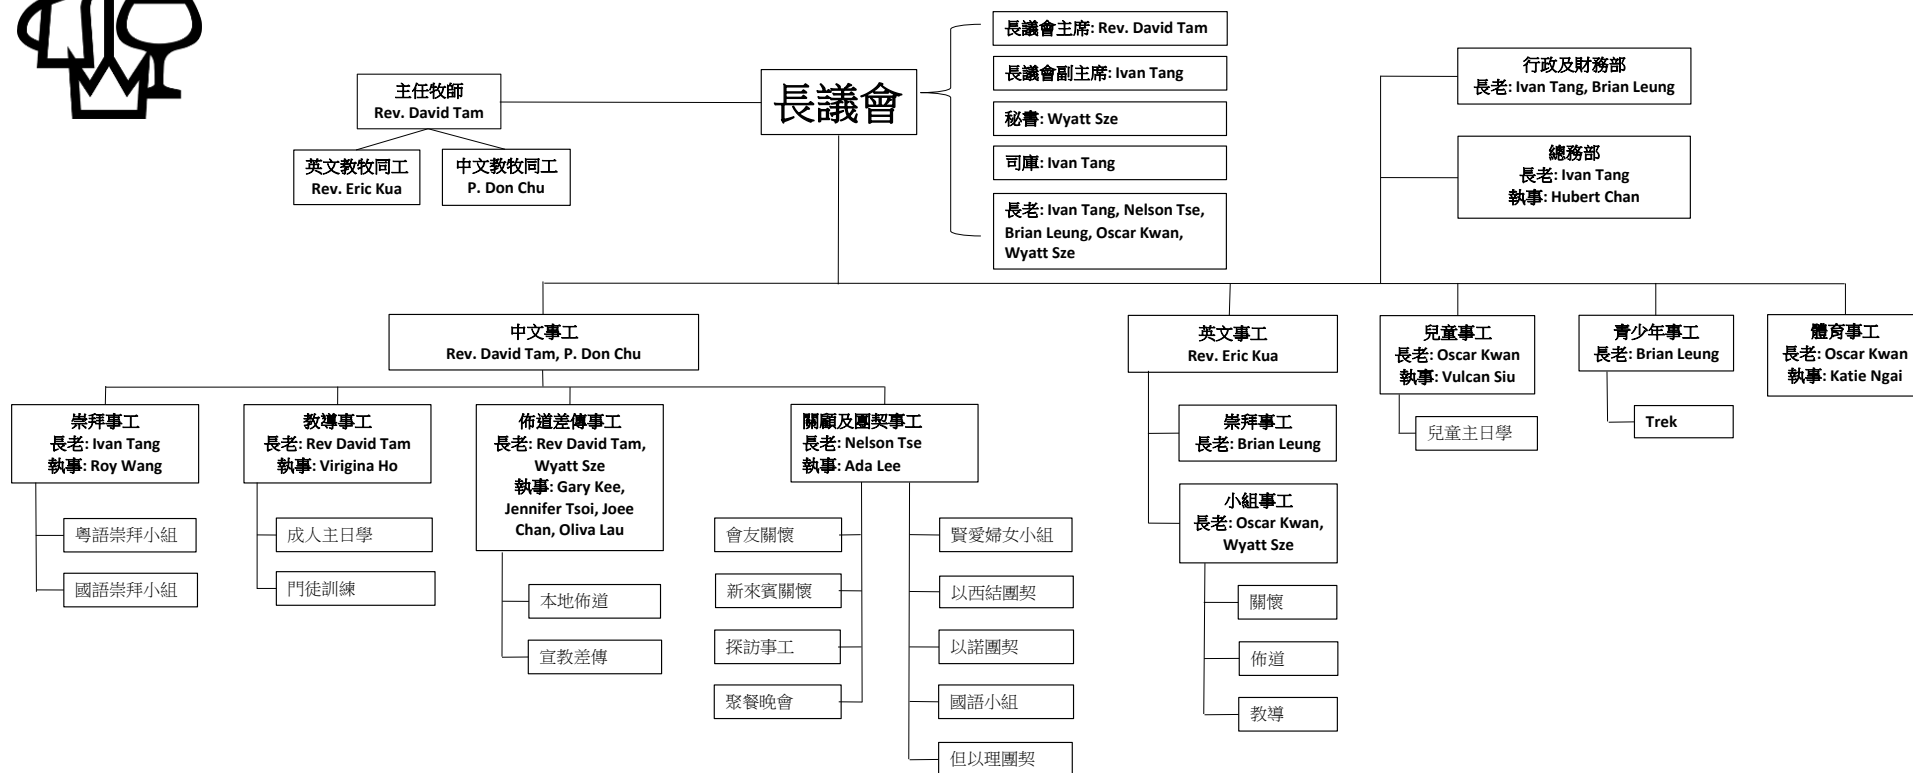 長議會
長議會主席: Rev. David Tam
長議會副主席: Ivan Tang
秘書: Wyatt Sze
司庫: Ivan Tang
長老: Ivan Tang, Nelson Tse,
Brian Leung, Oscar Kwan,
Wyatt Sze
主任牧師
Rev. David Tam
英文教牧同工
Rev. Eric Kua
中文教牧同工
P. Don Chu
行政及財務部
長老: Ivan Tang, Brian Leung
總務部
長老: Ivan Tang
執事: Hubert Chan
中文事工
Rev. David Tam, P. Don Chu
崇拜事工
長老: Ivan Tang
執事: Roy Wang
粵語崇拜小組
國語崇拜小組
教導事工
長老: Rev David Tam
執事: Virigina Ho
成人主日學
門徒訓練
佈道差傳事工
長老: Rev David Tam,
Wyatt Sze
執事: Gary Kee,
Jennifer Tsoi, Joee
Chan, Oliva Lau
本地佈道
宣教差傳
關顧及團契事工
長老: Nelson Tse
執事: Ada Lee
會友關懷
新來賓關懷
探訪事工
聚餐晚會
賢愛婦女小組
以西結團契
以諾團契
國語小組
但以理團契
英文事工
Rev. Eric Kua
崇拜事工
長老: Brian Leung
小組事工
長老: Oscar Kwan,
Wyatt Sze
關懷
佈道
教導
兒童事工
長老: Oscar Kwan
執事: Vulcan Siu
兒童主日學
青少年事工
長老: Brian Leung
Trek
體育事工
長老: Oscar Kwan
執事: Katie Ngai